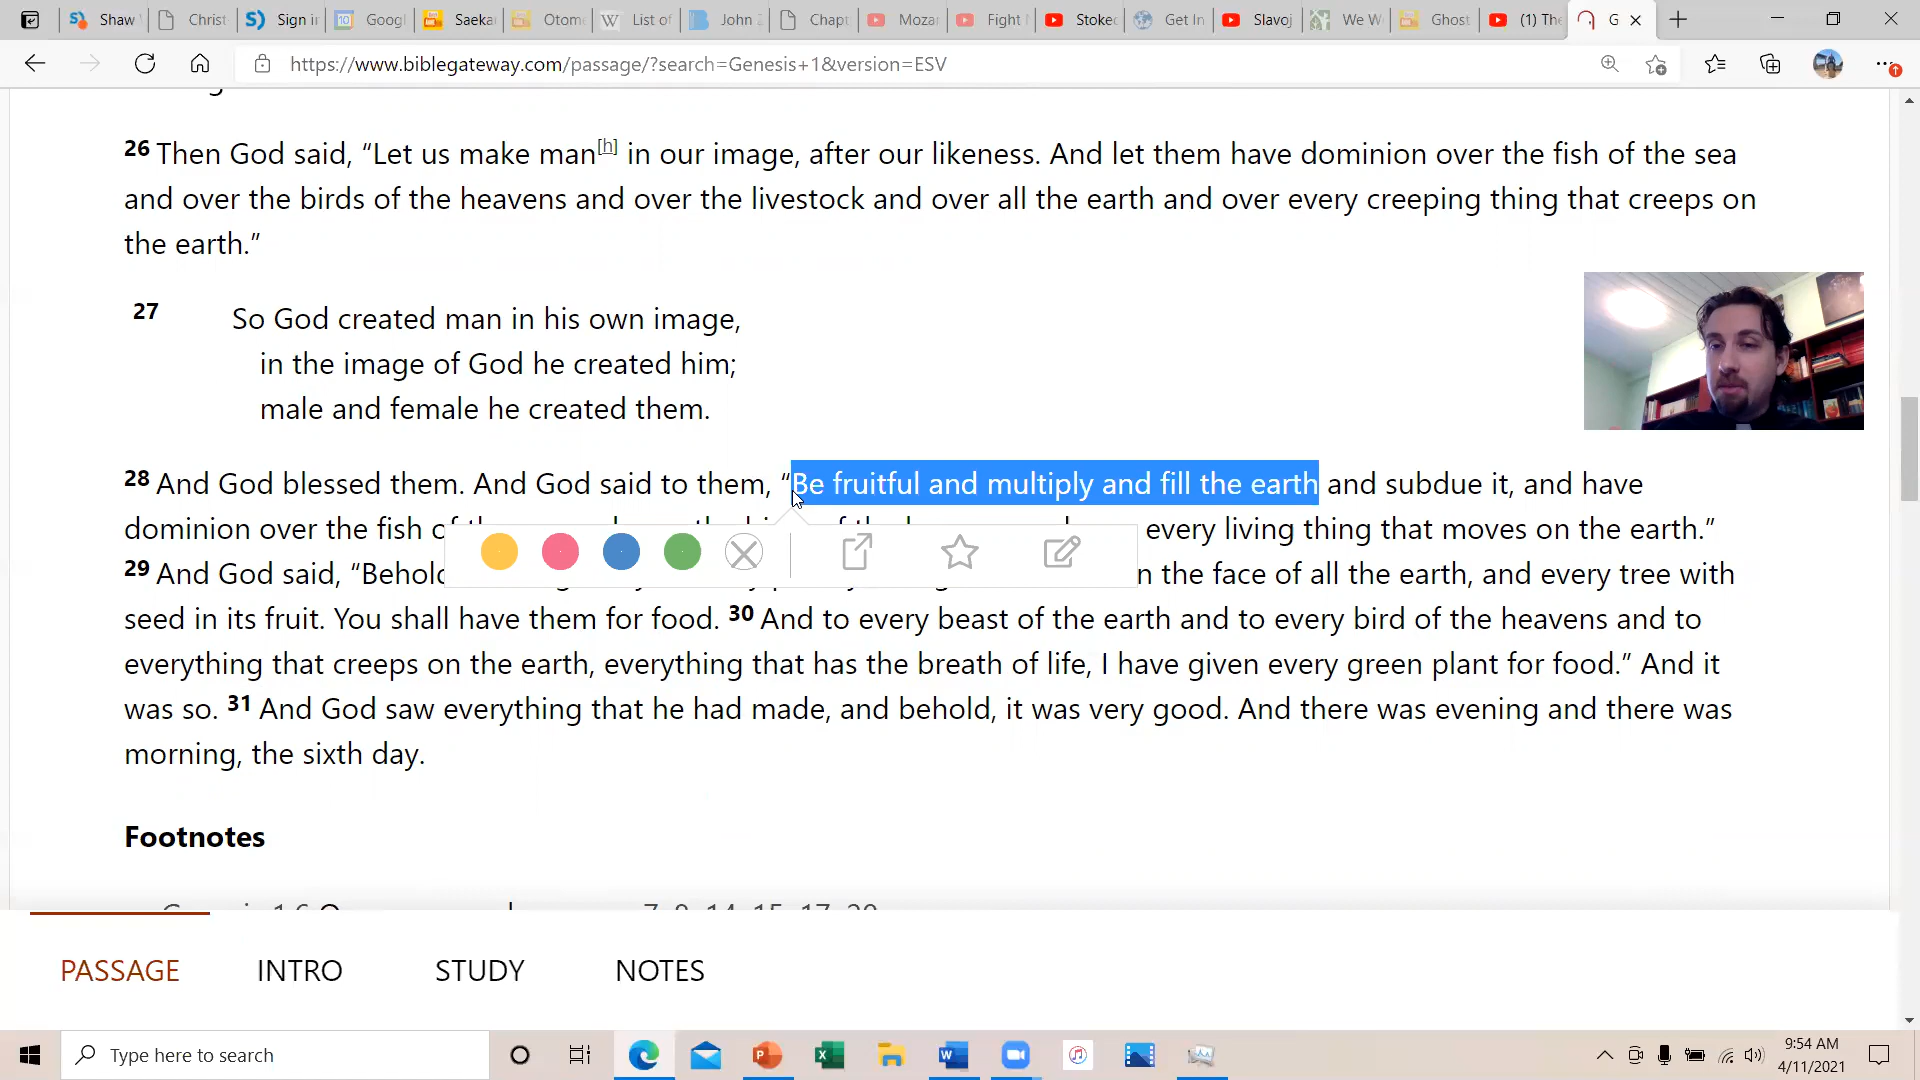 Shaw
Christ
Sign in
10
Googl
Saeka
Otome
W
List of
John
Chapt
Mozar
Fight
Stoked
Get In
Slavoj
We W
Ghost
(1) The
G
https://www.biblegateway.com/passage/?search=Genesis+1&version=ESV
26 Then God said, “Let us make man[h] in our image, after our likeness. And let them have dominion over the fish of the sea
and over the birds of the heavens and over the livestock and over all the earth and over every creeping thing that creeps on
the earth.”
27 So God created man in his own image,
in the image of God he created him;
male and female he created them.
28 And God blessed them. And God said to them, “Be fruitful and multiply and fill the earth and subdue it, and have
dominion over the fish of every living thing that moves on the earth.”
29 And God said, “Behold n the face of all the earth, and every tree with
seed in its fruit. You shall have them for food. 30 And to every beast of the earth and to every bird of the heavens and to
everything that creeps on the earth, everything that has the breath of life, I have given every green plant for food.” And it
was so. 31 And God saw everything that he had made, and behold, it was very good. And there was evening and there was
morning, the sixth day.
Footnotes
PASSAGE
INTRO
STUDY
NOTES
Type here to search
9:54 AM
4/11/2021